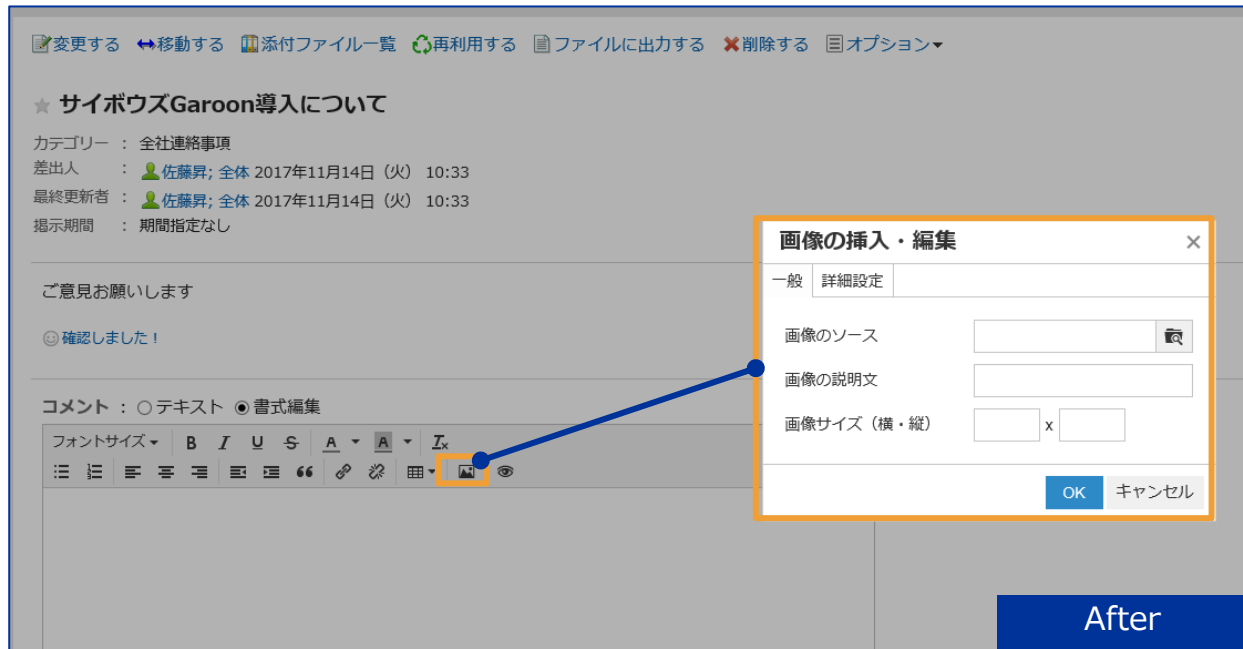 変更する 移動する 添付ファイル一覧 再利用する ファイルに出力する 削除する オプション
サイボウズGaroon導入について
カテゴリー : 全社連絡事項
差出人 : 佐藤昇; 全体 2017年11月14日（火） 10:33
最終更新者 : 佐藤昇; 全体 2017年11月14日（火） 10:33
掲示期間 : 期間指定なし
ご意見お願いします
確認しました！
コメント : テキスト 書式編集
フォントサイズ B I U S A A Tx
画像の挿入・編集 ×
一般 詳細設定
画像のソース
画像の説明文
画像サイズ（横・縦） x
OK キャンセル
After